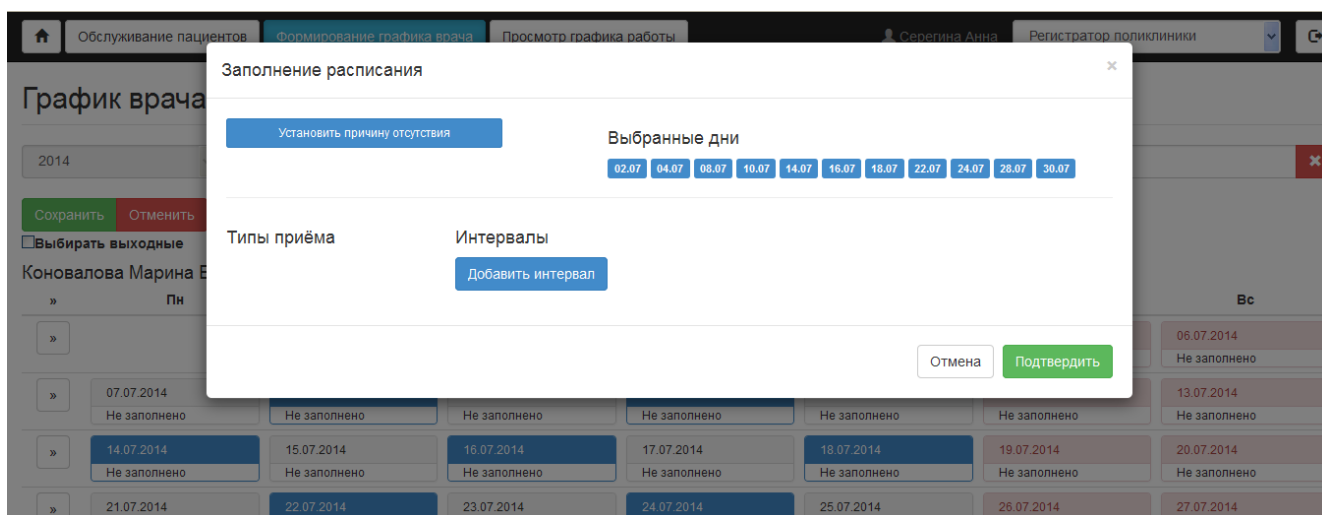 Обслуживание пациентов Формирование графика врача Просмотр графика работы Серегина Анна Регистратор поликлиники
Заполнение расписания ×
График врача
Установить причину отсутствия
Выбранные дни
2014
02.07 04.07 08.07 10.07 14.07 16.07 18.07 22.07 24.07 28.07 30.07
Сохранить Отменить
Выбирать выходные
Типы приёма Интервалы
Добавить интервал
Коновалова Марина
» Пн Вс
» 06.07.2014
Не заполнено
Отмена Подтвердить
» 07.07.2014 13.07.2014
Не заполнено Не заполнено Не заполнено Не заполнено Не заполнено Не заполнено Не заполнено
» 14.07.2014 15.07.2014 16.07.2014 17.07.2014 18.07.2014 19.07.2014 20.07.2014
Не заполнено Не заполнено Не заполнено Не заполнено Не заполнено Не заполнено Не заполнено
» 21.07.2014 22.07.2014 23.07.2014 24.07.2014 25.07.2014 26.07.2014 27.07.2014